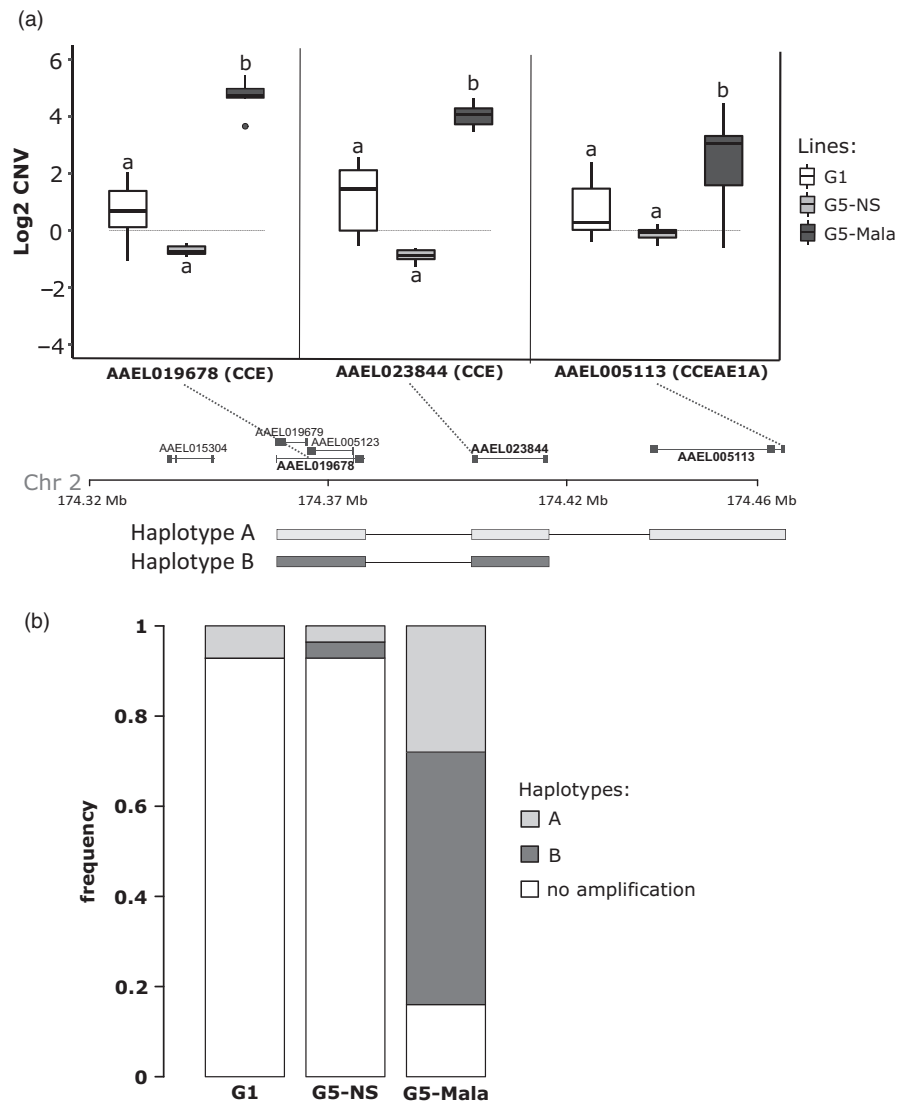 (a)
6
4
2
0
−2
−4
Log2 CNV
a
a
b
a
a
b
a
a
b
Lines:
G1
G5-NS
G5-Mala
AAEL019678 (CCE)
AAEL023844 (CCE)
AAEL005113 (CCEAE1A)
AAEL019679
AAEL015304
AAEL005123
AAEL019678
AAEL023844
AAEL005113
Chr 2
174.32 Mb
174.37 Mb
174.42 Mb
174.46 Mb
Haplotype A
Haplotype B
(b)
1
0.8
0.6
0.4
0.2
0
frequency
G1
G5-NS
G5-Mala
Haplotypes:
A
B
no amplification